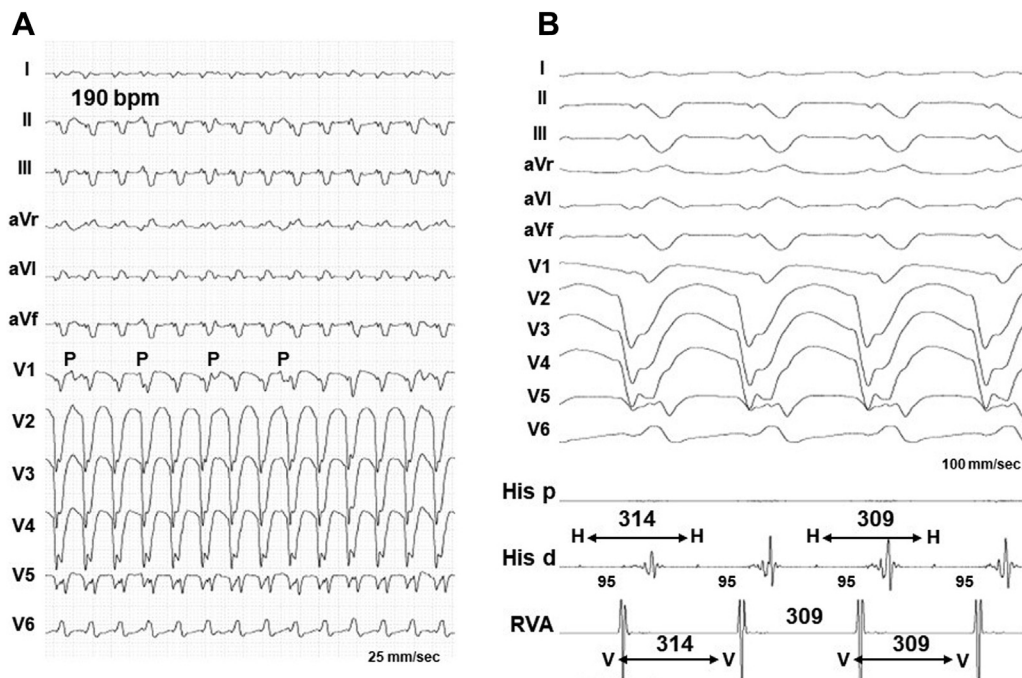 A
I
190 bpm
II
III
aVr
aVl
aVf
P P P P
V1
V2
V3
V4
V5
V6
25 mm/sec
B
I
II
III
aVr
aVl
aVf
V1
V2
V3
V4
V5
V6
100 mm/sec
His p
314 309
H H H H
His d
95 95 95 95
RVA
309
314 309
V V V V